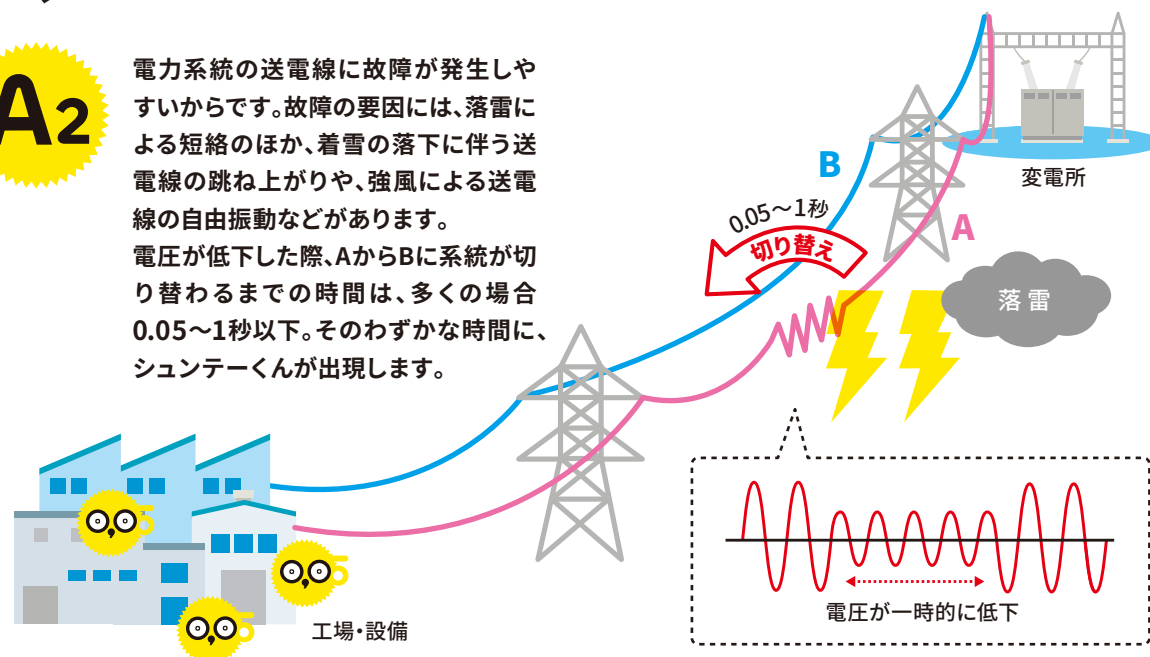 A2
電力系統の送電線に故障が発生しや
すいからです。故障の要因には、落雷に
よる短絡のほか、着雪の落下に伴う送
電線の跳ね上がりや、強風による送電
線の自由振動などがあります。
電圧が低下した際、AからBに系統が切
り替わるまでの時間は、多くの場合
0.05〜1秒以下。そのわずかな時間に、
シュンテーくんが出現します。
変電所
B
A
0.05〜1秒
切り替え
落雷
電圧が一時的に低下
工場・設備